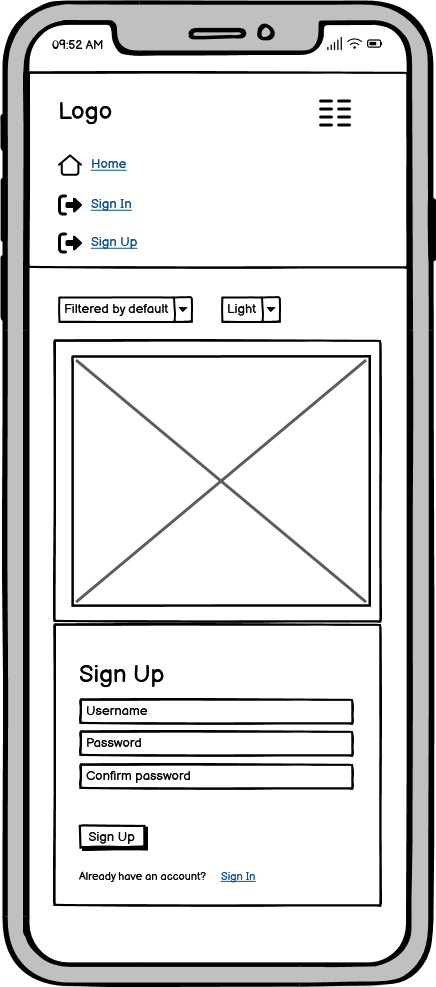 09:52 AM
Logo
Home
Sign In
Sign Up
Filtered by default
Light
Sign Up
Username
Password
Confirm password
Sign Up
Already have an account? Sign In